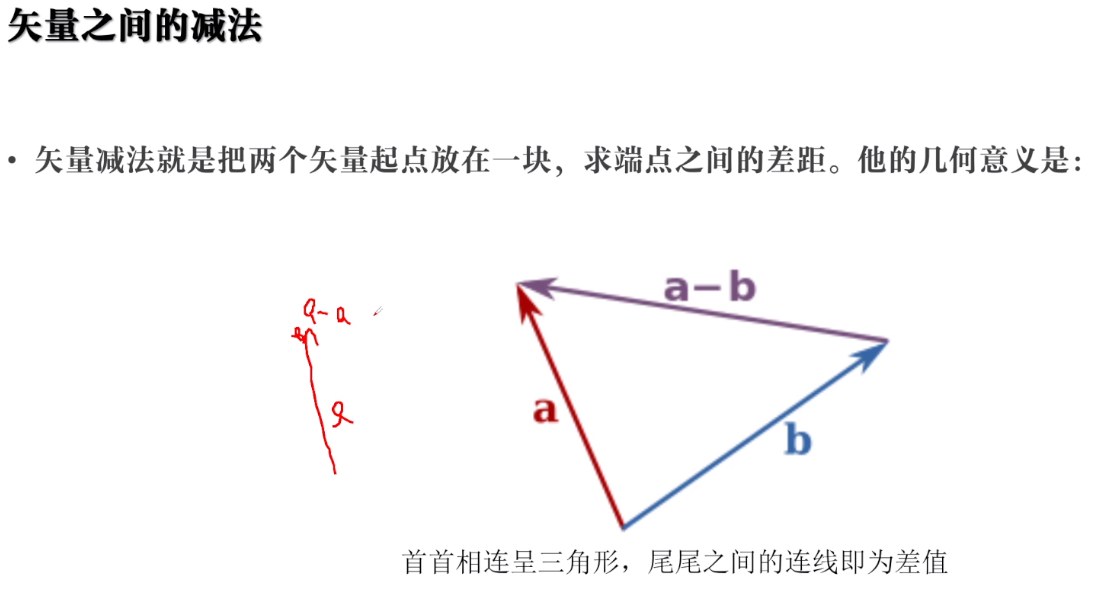 矢量之间的减法
• 矢量减法就是把两个矢量起点放在一块，求端点之间的差距。他的几何意义是：
a-a
a
a−b
a
b
首首相连呈三角形，尾尾之间的连线即为差值